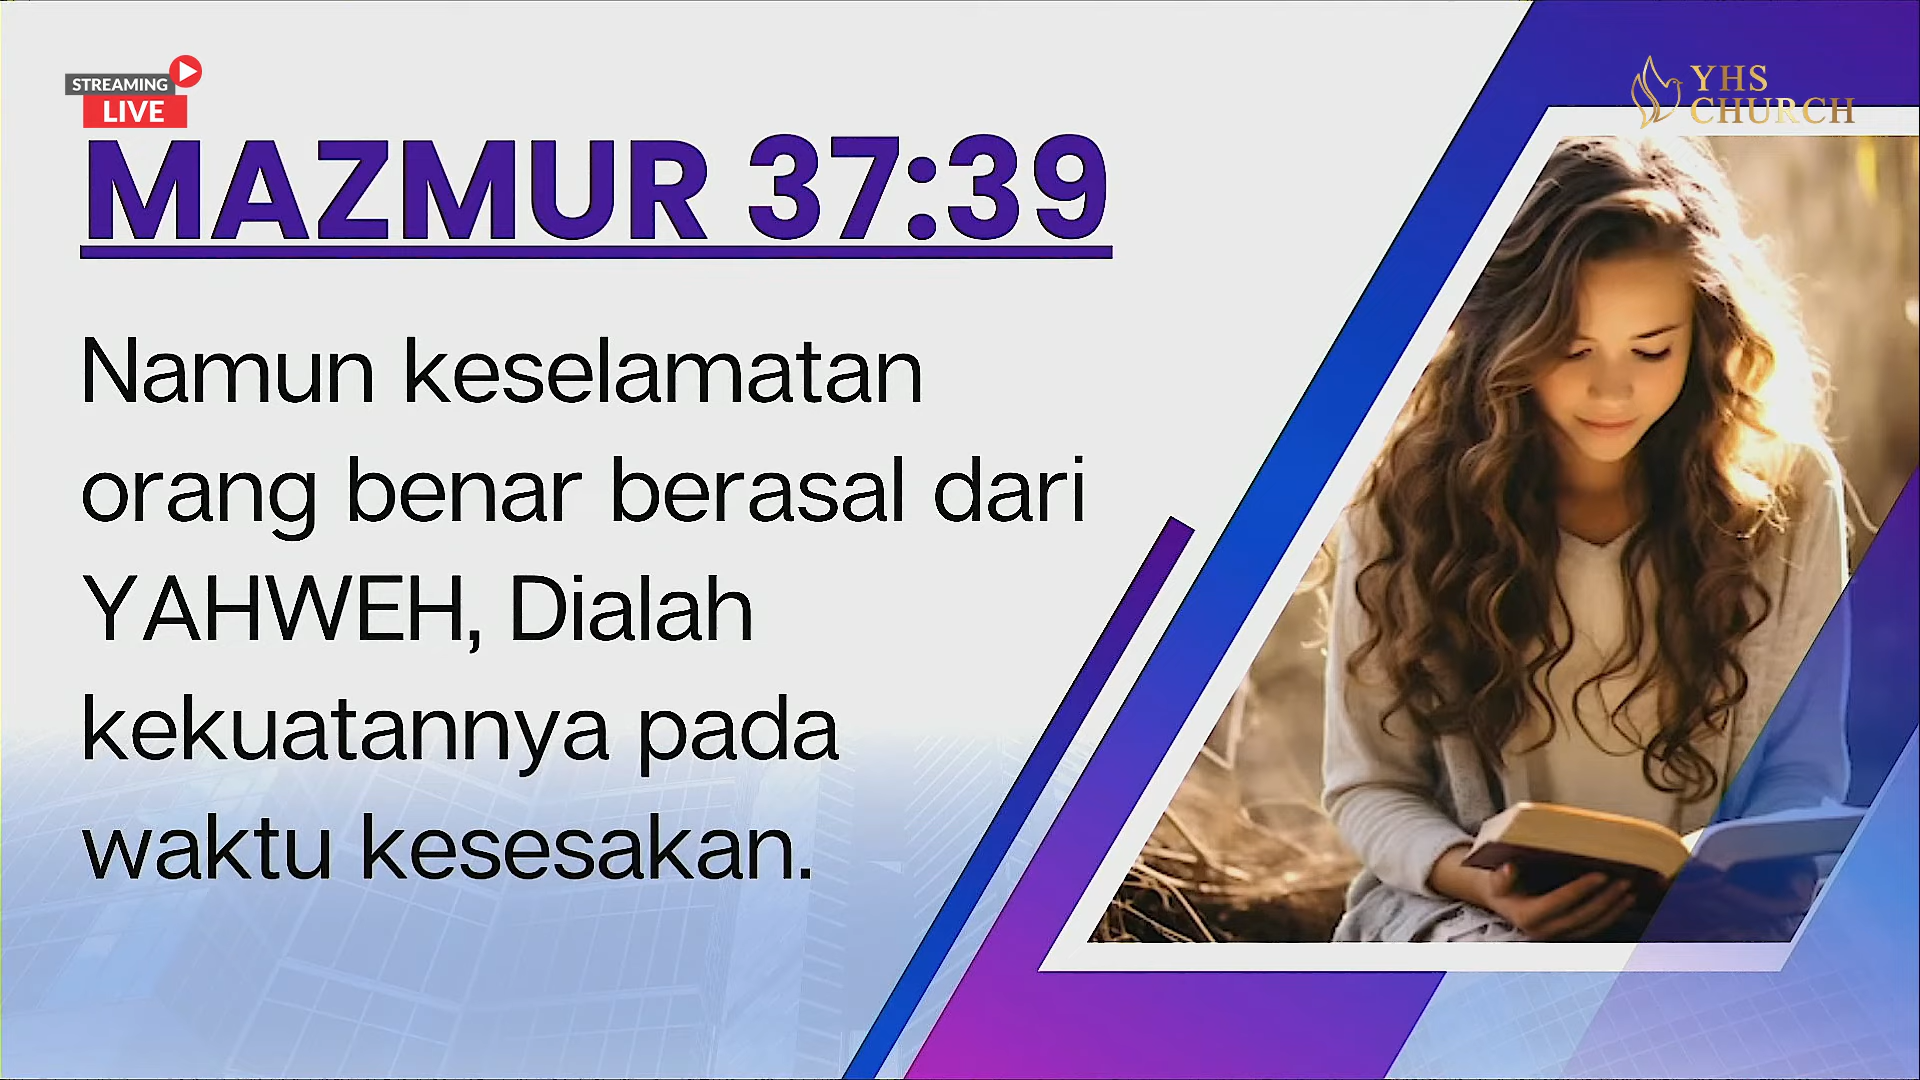 STREAMING
LIVE
YHS
CHURCH
MAZMUR 37:39
Namun keselamatan
orang benar berasal dari
YAHWEH, Dialah
kekuatannya pada
waktu kesesakan.